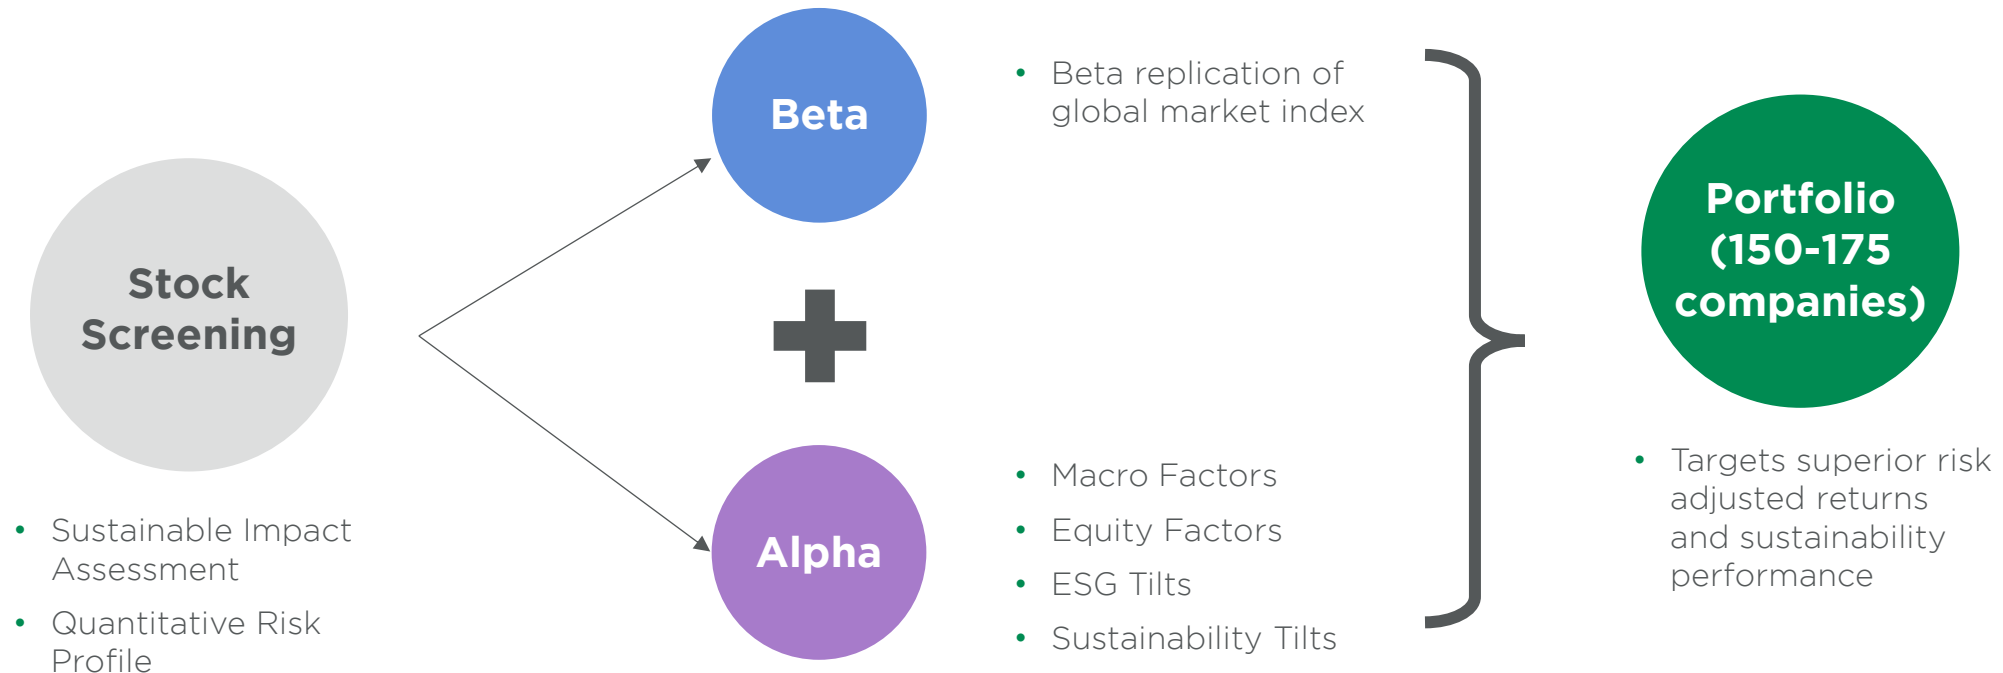 Stock
Screening
• Sustainable Impact
Assessment
• Quantitative Risk
Profile
Beta
• Beta replication of
global market index
Alpha
• Macro Factors
• Equity Factors
• ESG Tilts
• Sustainability Tilts
Portfolio
(150-175
companies)
• Targets superior risk
adjusted returns
and sustainability
performance